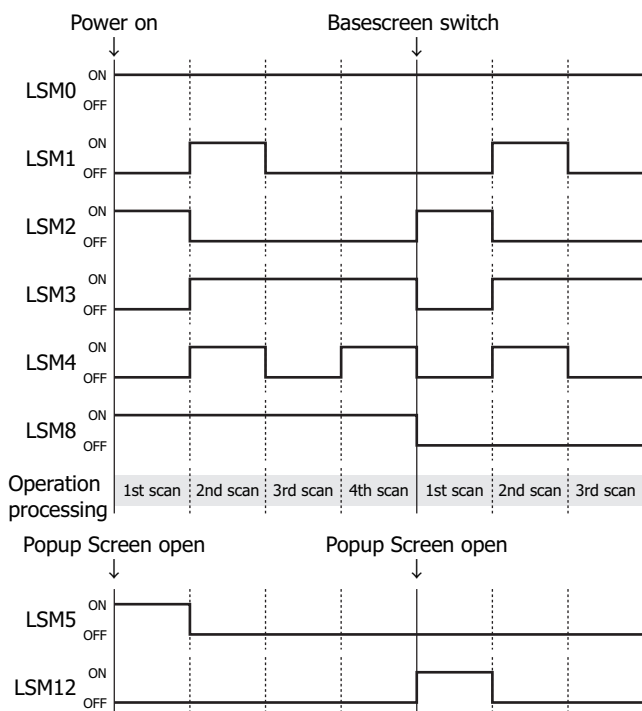 Power on Basescreen switch
ON
LSM0
OFF
ON
LSM1
OFF
ON
LSM2
OFF
ON
LSM3
OFF
ON
LSM4
OFF
ON
LSM8
OFF
Operation processing
1st scan 2nd scan 3rd scan 4th scan 1st scan 2nd scan 3rd scan
Popup Screen open Popup Screen open
ON
LSM5
OFF
ON
LSM12
OFF